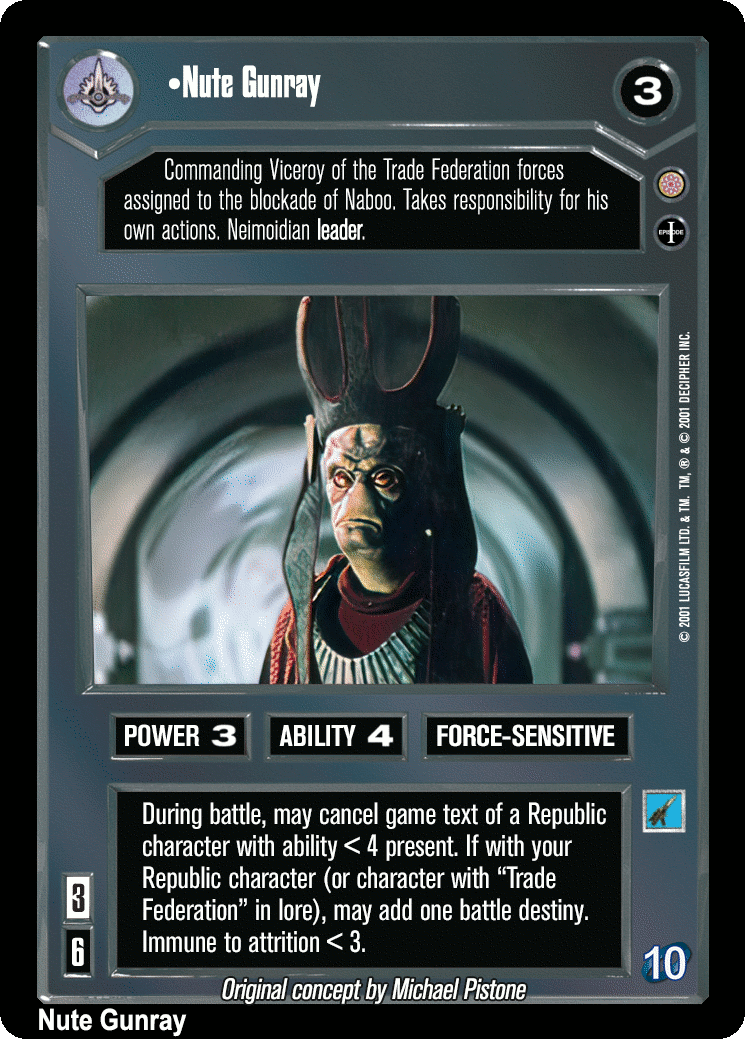 •Nute Gunray
3
Commanding Viceroy of the Trade Federation forces
assigned to the blockade of Naboo. Takes responsibility for his
own actions. Neimoidian leader.
EPISODE
I
© 2001 LUCASFILM LTD. & TM. TM, ® & © 2001 DECIPHER INC.
POWER 3
ABILITY 4
FORCE-SENSITIVE
During battle, may cancel game text of a Republic
character with ability < 4 present. If with your
Republic character (or character with “Trade
Federation” in lore), may add one battle destiny.
Immune to attrition < 3.
3
6
10
Original concept by Michael Pistone
Nute Gunray